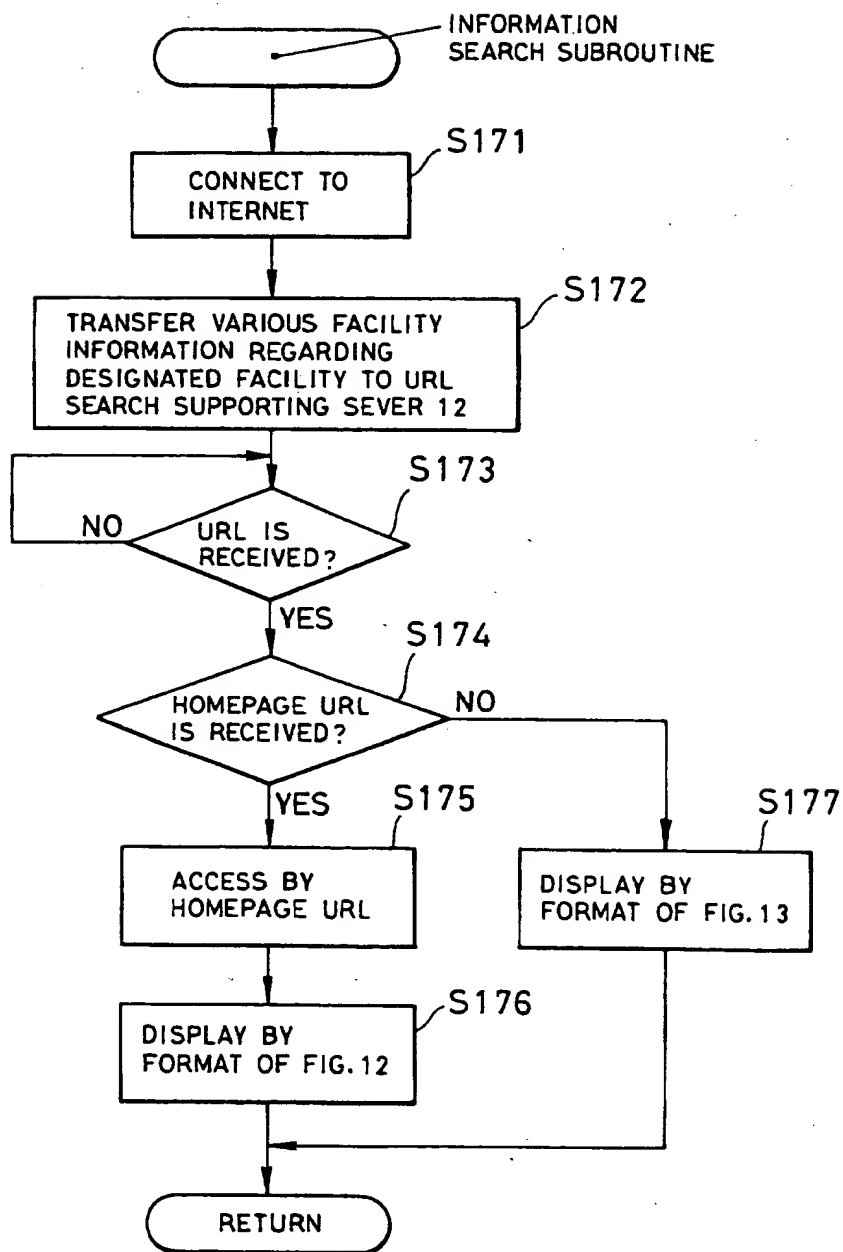 INFORMATION
SEARCH SUBROUTINE
S171
CONNECT TO
INTERNET
S172
TRANSFER VARIOUS FACILITY
INFORMATION REGARDING
DESIGNATED FACILITY TO URL
SEARCH SUPPORTING SEVER 12
S173
NO
URL IS
RECEIVED?
YES
S174
HOMEPAGE URL
IS RECEIVED?
NO
YES
S175
ACCESS BY
HOMEPAGE URL
S177
DISPLAY BY
FORMAT OF FIG.13
S176
DISPLAY BY
FORMAT OF FIG.12
RETURN